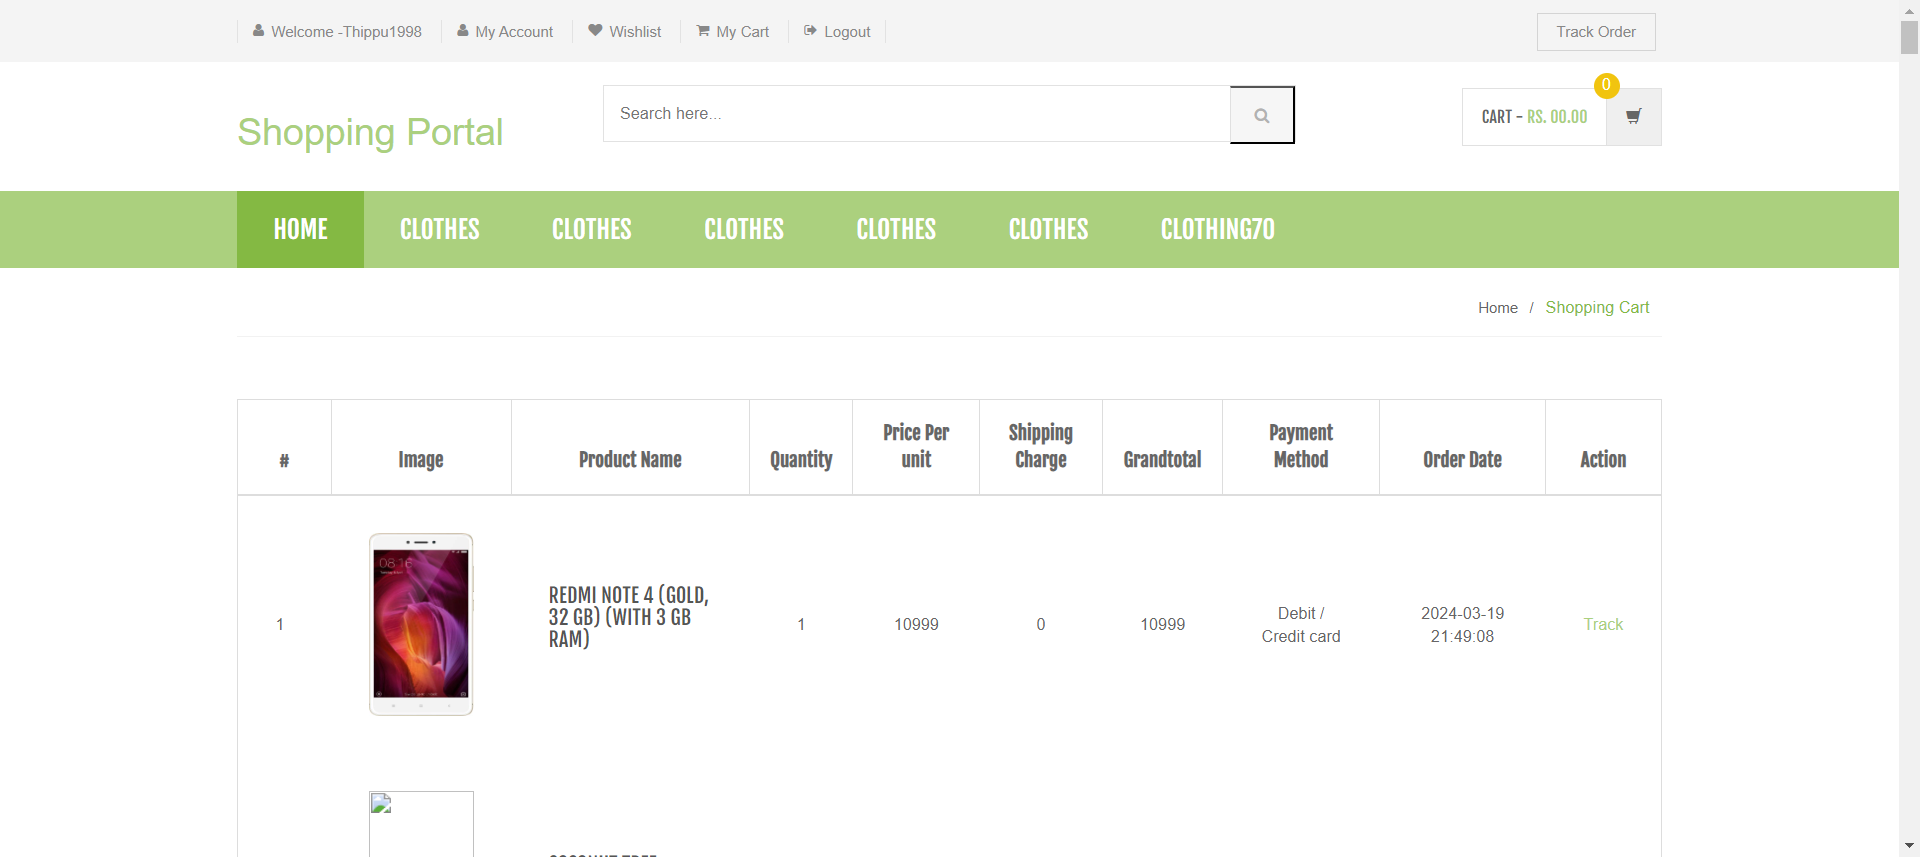 Welcome -Thippu1998
My Account
Wishlist
My Cart
Logout
Track Order
Shopping Portal
Search here...
CART - RS. 00.00
0
HOME
CLOTHES
CLOTHES
CLOTHES
CLOTHES
CLOTHES
CLOTHING70
Home / Shopping Cart
#
Image
Product Name
Quantity
Price Per
unit
Shipping
Charge
Grandtotal
Payment
Method
Order Date
Action
1
08:16
REDMI NOTE 4 (GOLD,
32 GB) (WITH 3 GB
RAM)
1
10999
0
10999
Debit /
Credit card
2024-03-19
21:49:08
Track